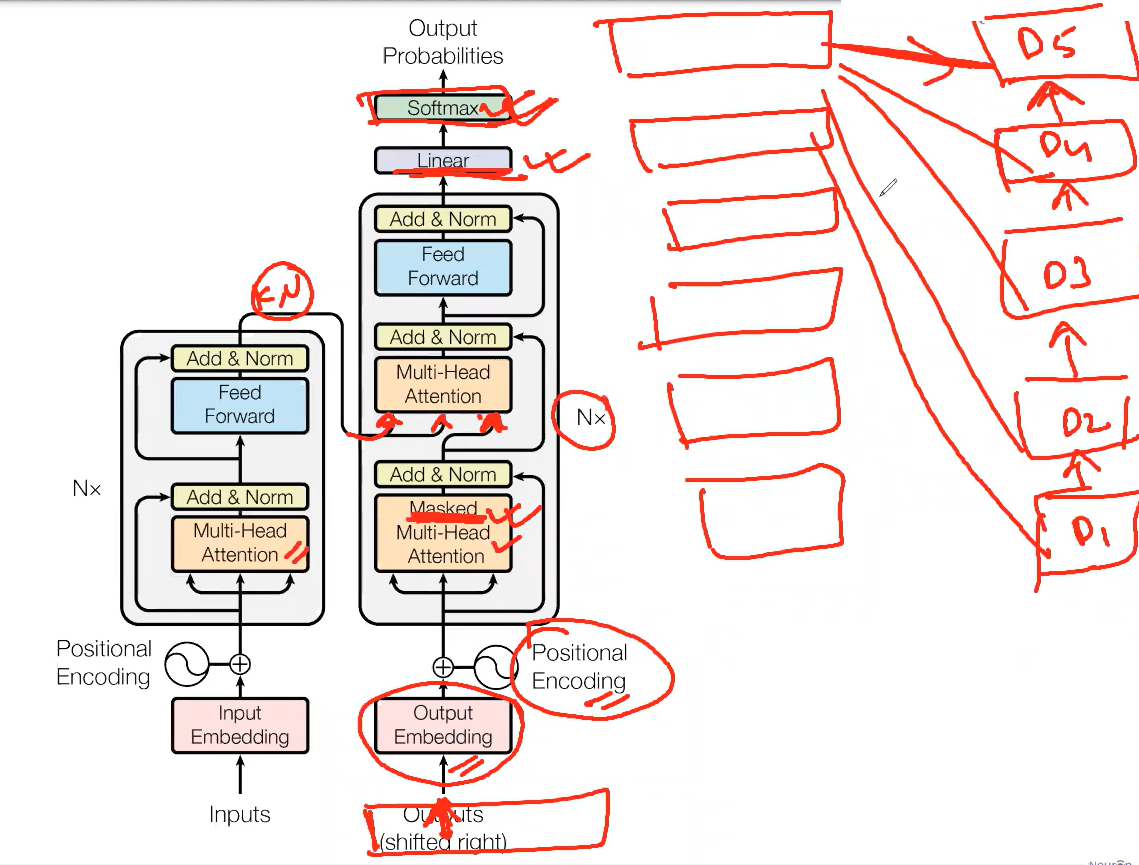 Output
Probabilities
Softmax
Linear
Add & Norm
Feed
Forward
Add & Norm
Multi-Head
Attention
Nx
Add & Norm
Masked
Multi-Head
Attention
Add & Norm
Feed
Forward
Nx
Add & Norm
Multi-Head
Attention
Positional
Encoding
Positional
Encoding
Input
Embedding
Output
Embedding
Inputs
Outputs
(shifted right)
D5
D4
D3
D2
D1